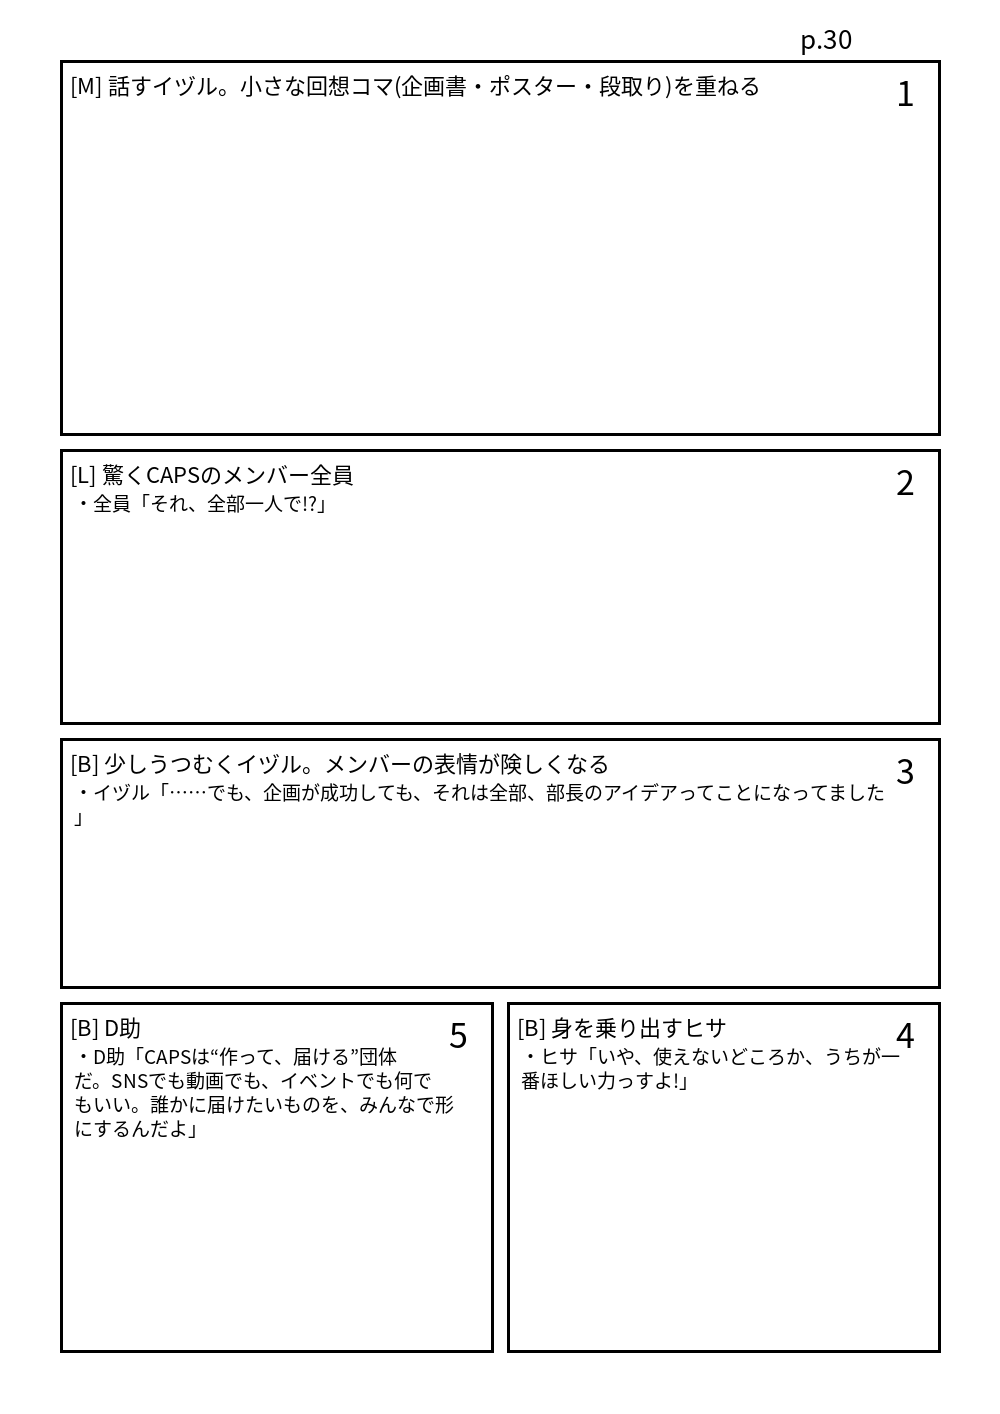 p.30
[M] 話すイヅル。小さな回想コマ(企画書・ポスター・段取り)を重ねる
1
[L] 驚くCAPSのメンバー全員
2
・全員「それ、全部一人で!?」
[B] 少しうつむくイヅル。メンバーの表情が険しくなる
3
・イヅル「……でも、企画が成功しても、それは全部、部長のアイデアってことになってました
」
[B] 身を乗り出すヒサ
4
・ヒサ「いや、使えないどころか、うちが一
番ほしい力っすよ!」
[B] D助
5
・D助「CAPSは“作って、届ける”団体
だ。SNSでも動画でも、イベントでも何で
もいい。誰かに届けたいものを、みんなで形
にするんだよ」